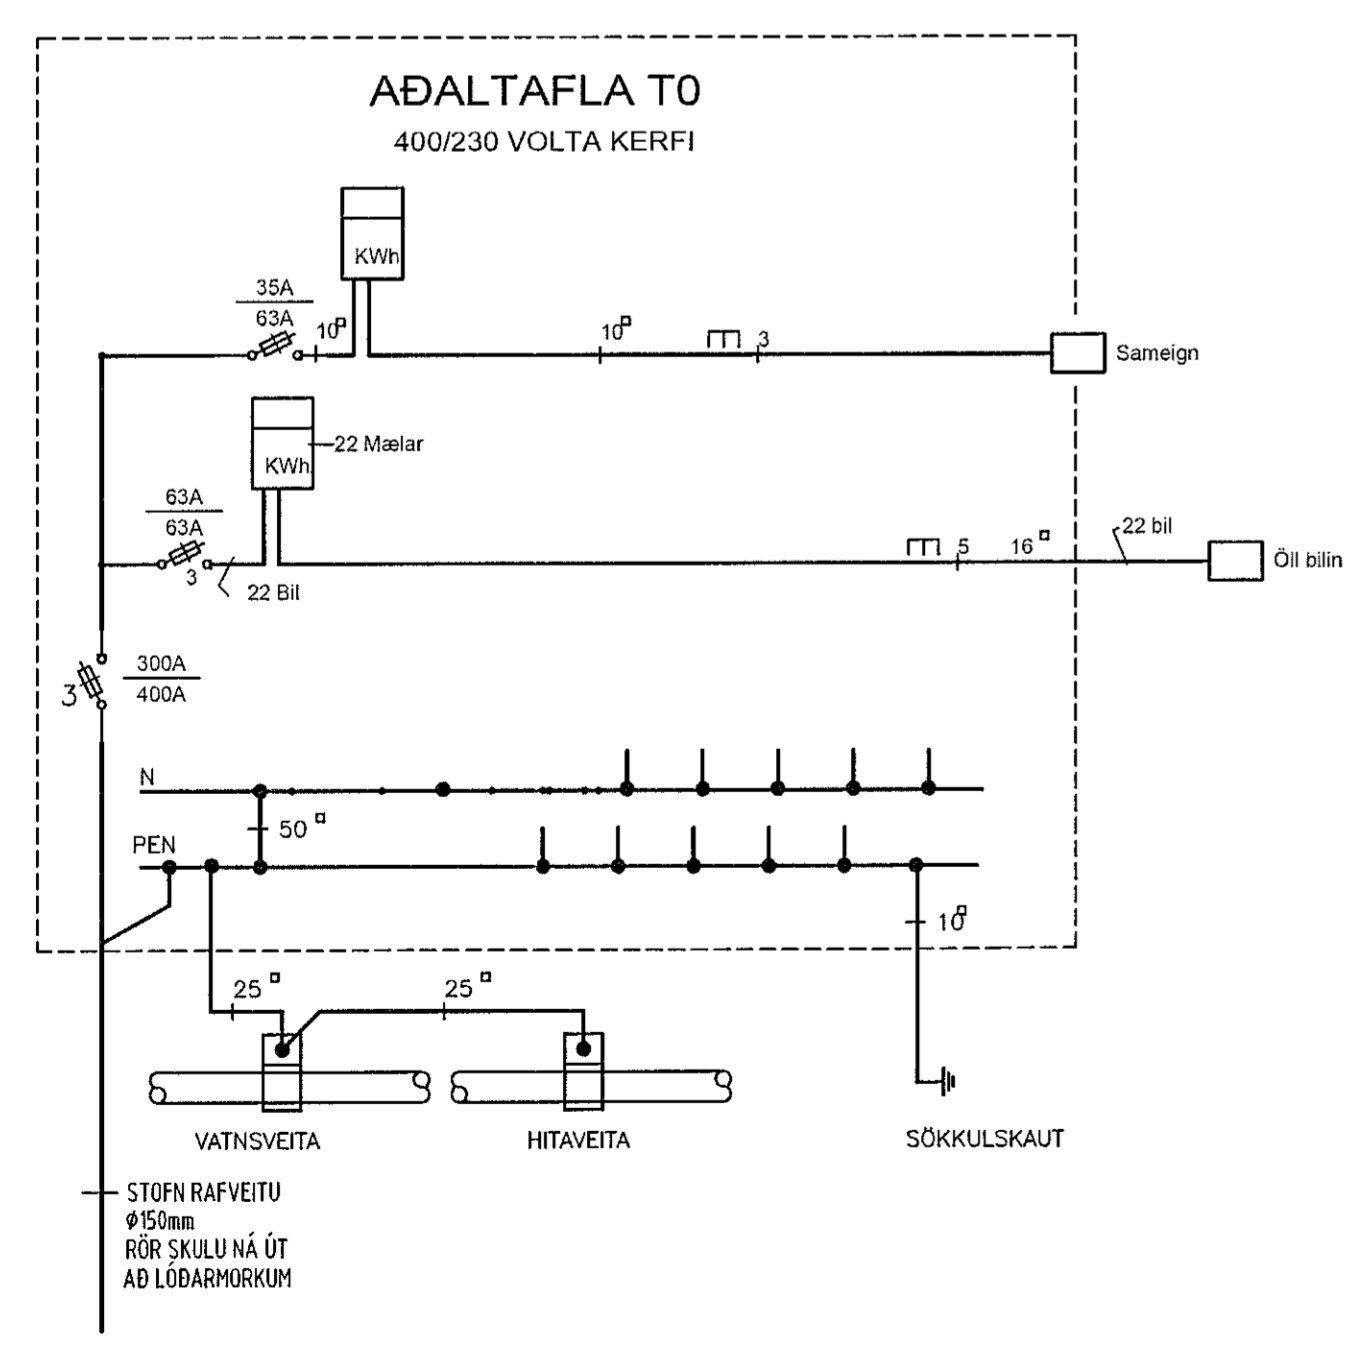 AÐALTAFLA T0
400/230 VOLTA KERFI
KWh
35A
63A
10▫
10▫
3
Sameign
22 Mælar
KWh
63A
63A
3
22 Bil
5
16 ▫
22 bil
Öll bilin
300A
400A
3
N
50 ▫
PEN
10▫
25 ▫
25 ▫
VATNSVEITA
HITAVEITA
SÖKKULSKAUT
STOFN RAFVEITU
φ150mm
RÖR SKULU NÁ ÚT
AÐ LÓÐARMORKUM